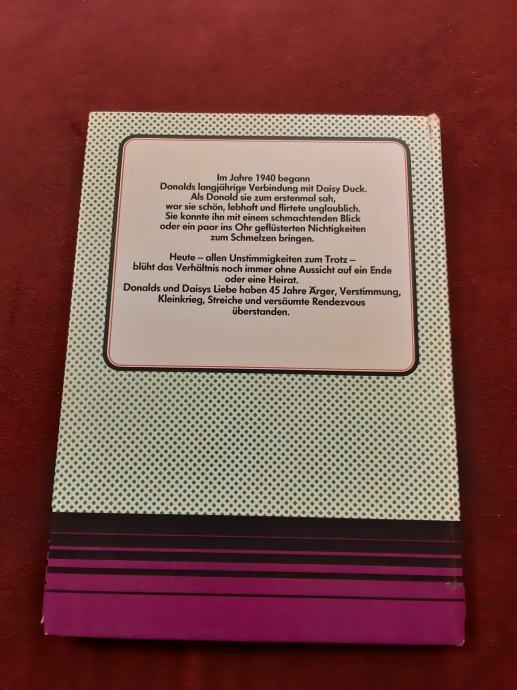 Im Jahre 1940 begann
Donalds langjährige Verbindung mit Daisy Duck.
Als Donald sie zum erstenmal sah,
war sie schön, lebhaft und flirtete unglaublich.
Sie konnte ihn mit einem schmachtenden Blick
oder ein paar ins Ohr geflüsterten Nichtigkeiten
zum Schmelzen bringen.
Heute – allen Unstimmigkeiten zum Trotz –
blüht das Verhältnis noch immer ohne Aussicht auf ein Ende
oder eine Heirat.
Donalds und Daisys Liebe haben 45 Jahre Ärger, Verstimmung,
Kleinkrieg, Streiche und versäumte Rendezvous
überstanden.